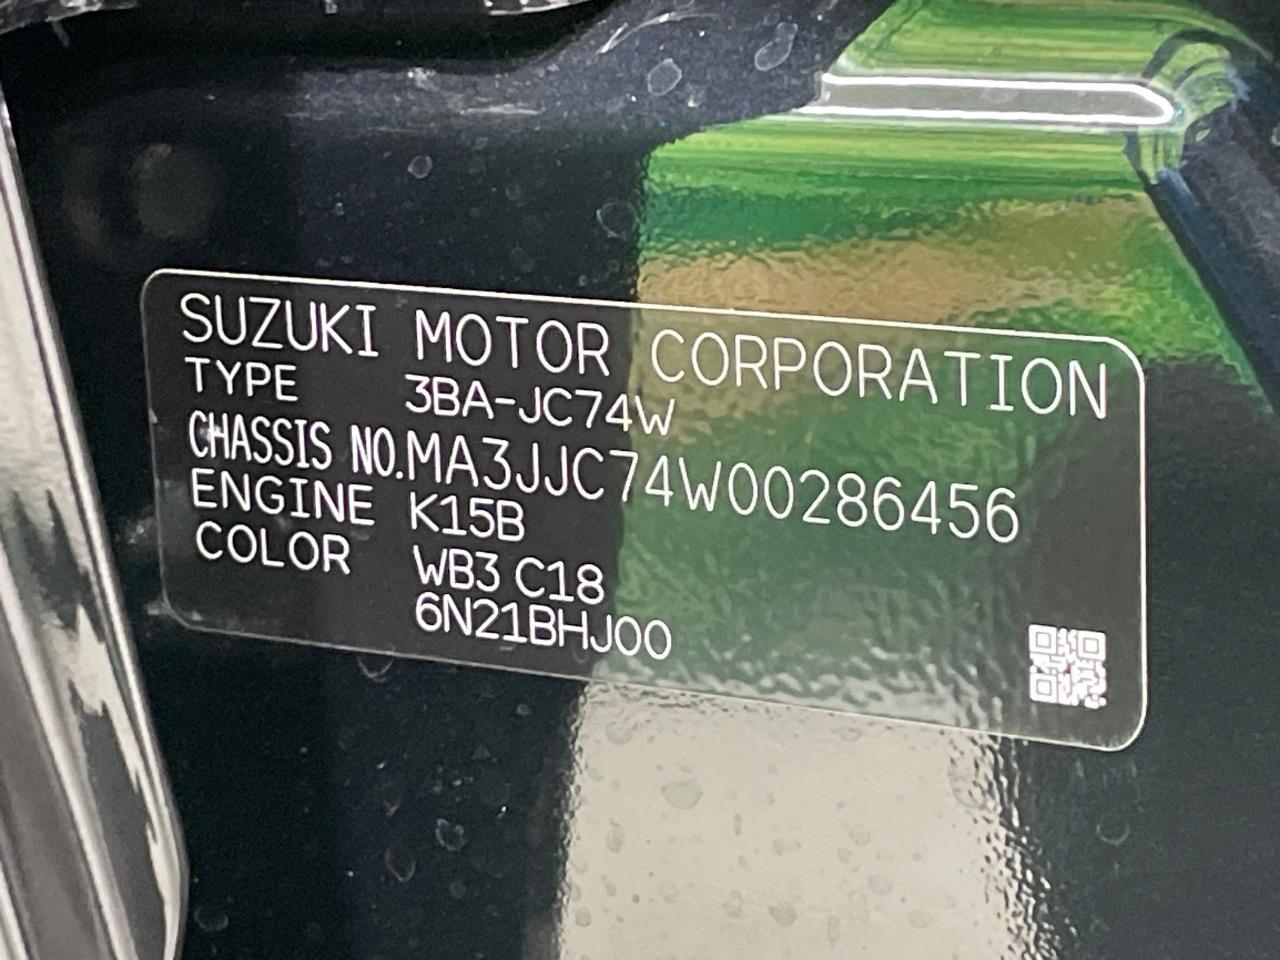 SUZUKI MOTOR CORPORATION
TYPE 3BA-JC74W
CHASSIS NO.MA3JJC74W00286456
ENGINE K15B
COLOR WB3 C18
6N21BHJ00